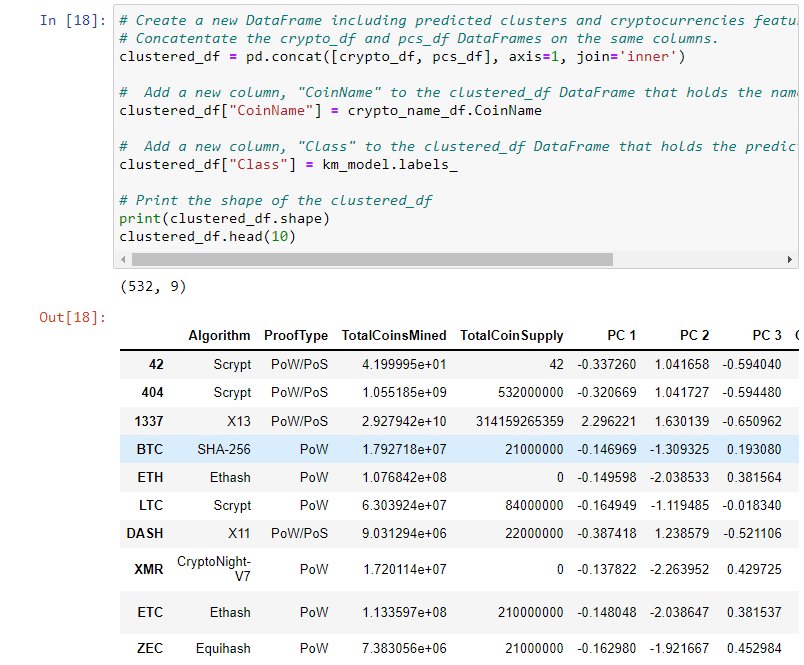 In [18]: # Create a new DataFrame including predicted clusters and cryptocurrencies featu
# Concatentate the crypto_df and pcs_df DataFrames on the same columns.
clustered_df = pd.concat([crypto_df, pcs_df], axis=1, join='inner')
#  Add a new column, "CoinName" to the clustered_df DataFrame that holds the nam
clustered_df["CoinName"] = crypto_name_df.CoinName
#  Add a new column, "Class" to the clustered_df DataFrame that holds the predic
clustered_df["Class"] = km_model.labels_
# Print the shape of the clustered_df
print(clustered_df.shape)
clustered_df.head(10)
(532, 9)
Out[18]:
Algorithm ProofType TotalCoinsMined TotalCoinSupply PC 1 PC 2 PC 3
42 Scrypt PoW/PoS 4.199995e+01 42 -0.337260 1.041658 -0.594040
404 Scrypt PoW/PoS 1.055185e+09 532000000 -0.320669 1.041727 -0.594480
1337 X13 PoW/PoS 2.927942e+10 314159265359 2.296221 1.630139 -0.650962
BTC SHA-256 PoW 1.792718e+07 21000000 -0.146969 -1.309325 0.193080
ETH Ethash PoW 1.076842e+08 0 -0.149598 -2.038533 0.381564
LTC Scrypt PoW 6.303924e+07 84000000 -0.164949 -1.119485 -0.018340
DASH X11 PoW/PoS 9.031294e+06 22000000 -0.387418 1.238579 -0.521106
XMR CryptoNight-
V7 PoW 1.720114e+07 0 -0.137822 -2.263952 0.429725
ETC Ethash PoW 1.133597e+08 210000000 -0.148048 -2.038647 0.381537
ZEC Equihash PoW 7.383056e+06 21000000 -0.162980 -1.921667 0.452984